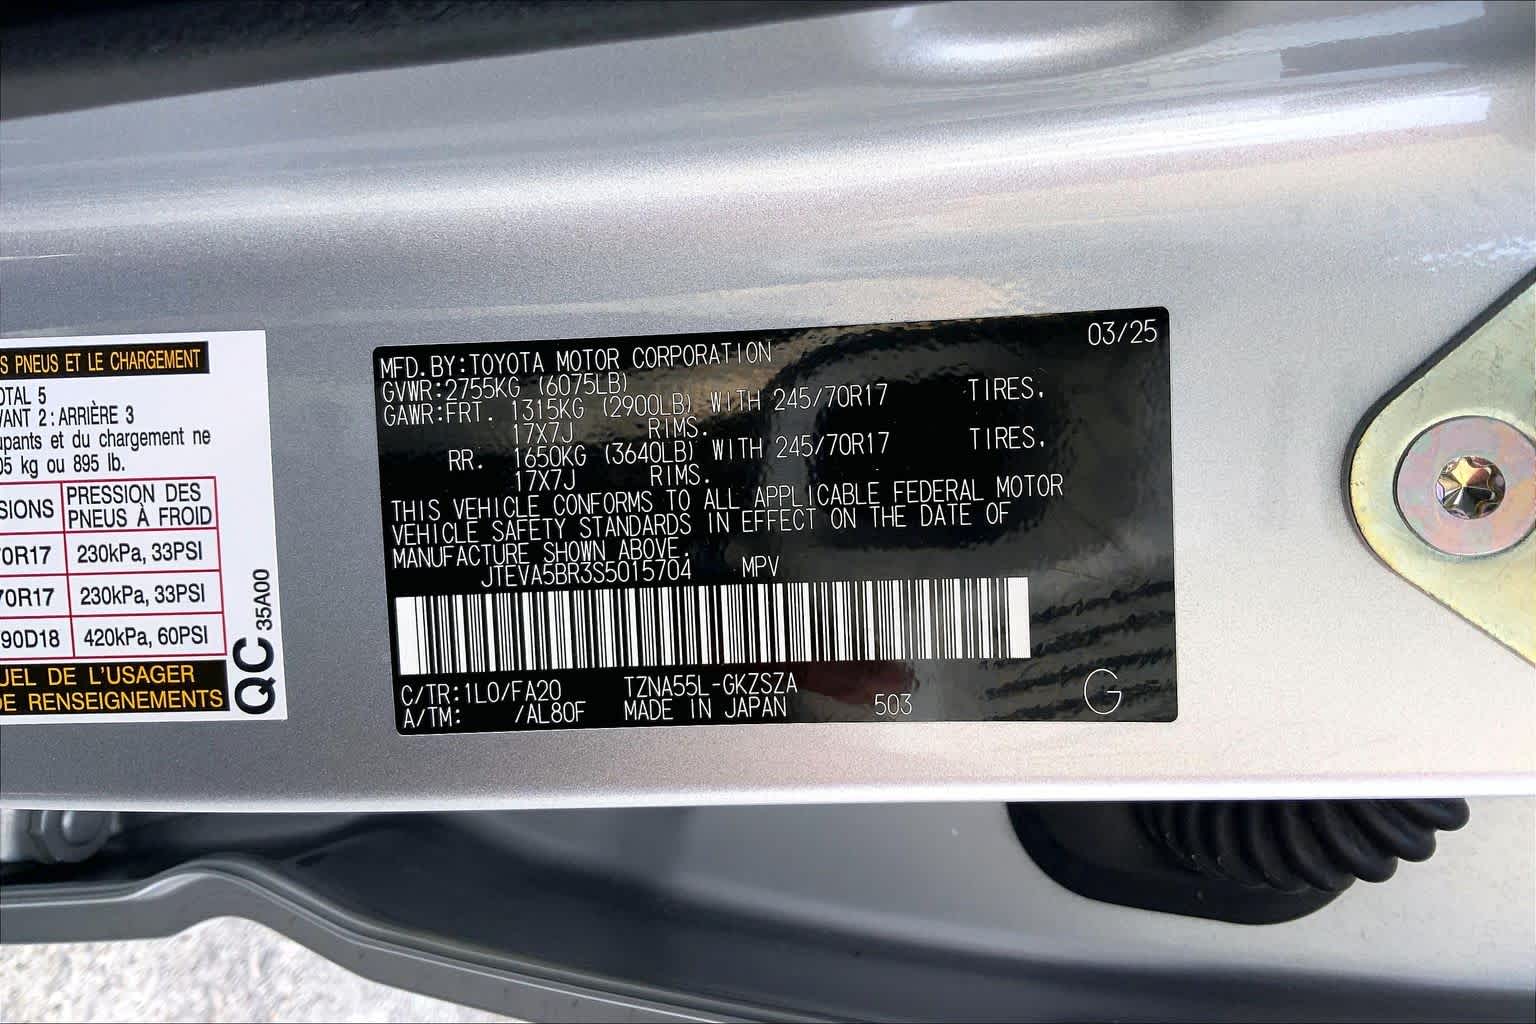 S PNEUS ET LE CHARGEMENT
OTAL 5
VANT 2 : ARRIÈRE 3
upants et du chargement ne
05 kg ou 895 lb.
SIONS PRESSION DES PNEUS À FROID
70R17 230kPa, 33PSI
70R17 230kPa, 33PSI
90D18 420kPa, 60PSI
UEL DE L'USAGER
DE RENSEIGNEMENTS
QC 35A00
03/25
MFD. BY:TOYOTA MOTOR CORPORATION
GVWR:2755KG (6075LB)
GAWR:FRT. 1315KG (2900LB) WITH 245/70R17 TIRES,
17X7J RIMS.
RR. 1650KG (3640LB) WITH 245/70R17 TIRES,
17X7J RIMS.
THIS VEHICLE CONFORMS TO ALL APPLICABLE FEDERAL MOTOR
VEHICLE SAFETY STANDARDS IN EFFECT ON THE DATE OF
MANUFACTURE SHOWN ABOVE.
JTEVA5BR3S5015704 MPV
C/TR:1L0/FA20 TZNA55L-GKZSZA
A/TM: /AL80F MADE IN JAPAN 503 G